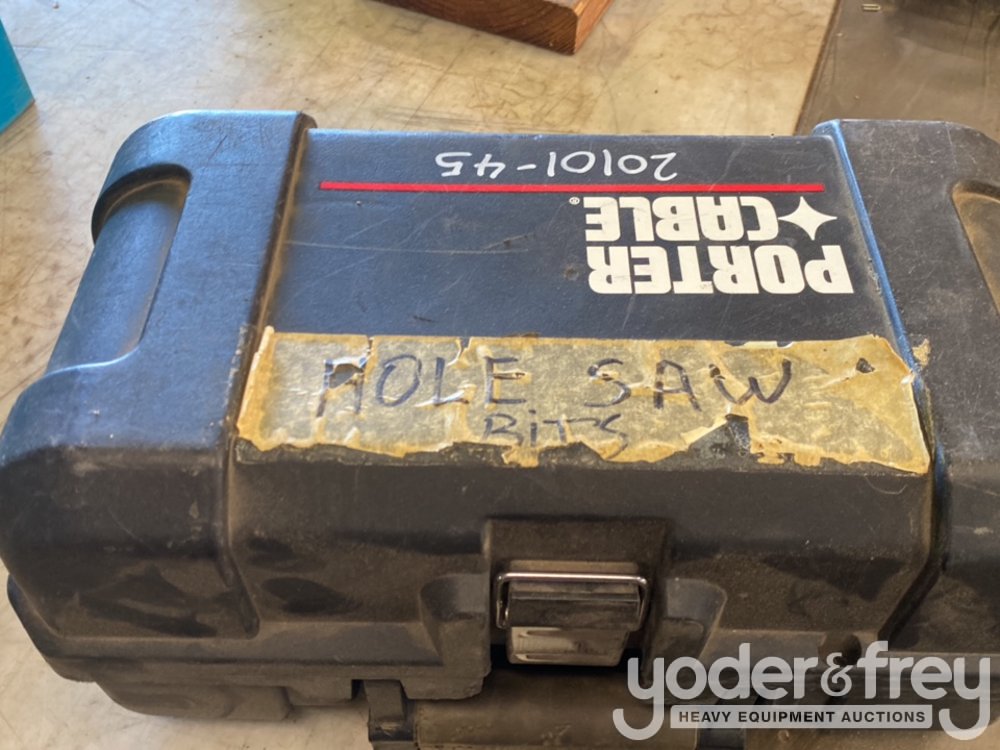 20101-45
PORTER
CABLE®
HOLE SAW
BiTS
yoder&frey
HEAVY EQUIPMENT AUCTIONS